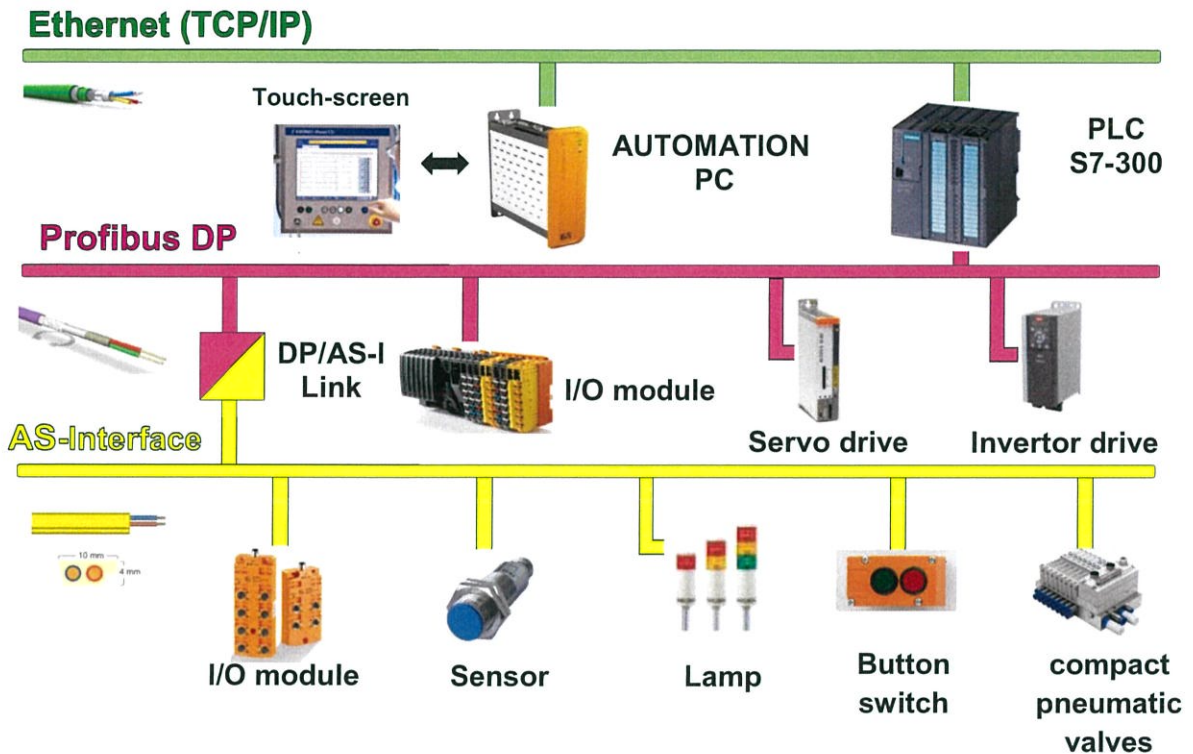 Ethernet (TCP/IP)
Touch-screen
AUTOMATION
PC
PLC
S7-300
Profibus DP
DP/AS-I
Link
I/O module
Servo drive
Invertor drive
AS-Interface
10 mm
4 mm
I/O module
Sensor
Lamp
Button
switch
compact
pneumatic
valves